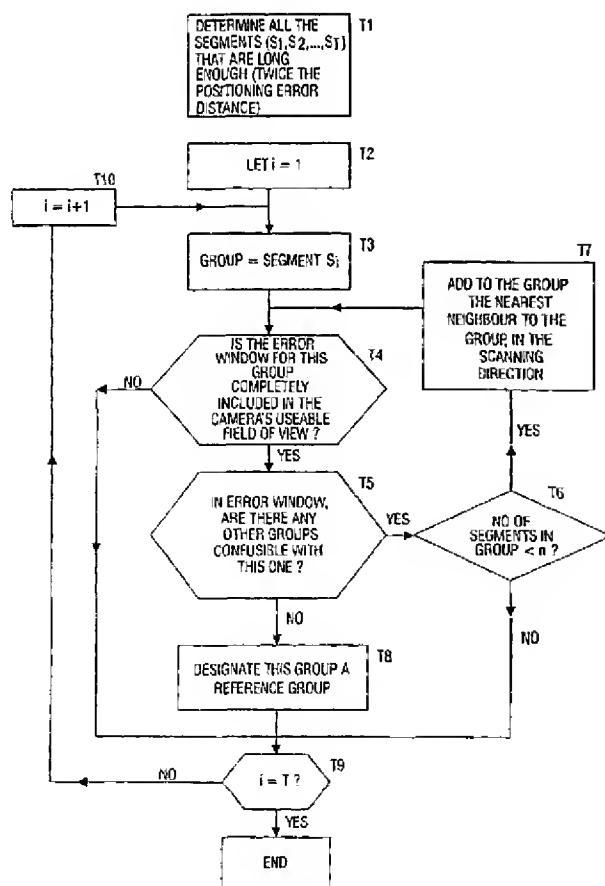 T1
DETERMINE ALL THE
SEGMENTS (S1,S2,...,ST)
THAT ARE LONG
ENOUGH (TWICE THE
POSITIONING ERROR
DISTANCE)
T2
LET i = 1
T10
i = i+1
T3
GROUP = SEGMENT Si
T7
ADD TO THE GROUP
THE NEAREST
NEIGHBOUR TO THE
GROUP, IN THE
SCANNING
DIRECTION
T4
IS THE ERROR
WINDOW FOR THIS
GROUP
COMPLETELY
INCLUDED IN THE
CAMERA'S USEABLE
FIELD OF VIEW ?
NO
YES
YES
T5
IN ERROR WINDOW,
ARE THERE ANY
OTHER GROUPS
CONFUSIBLE WITH
THIS ONE ?
YES
T6
NO OF
SEGMENTS IN
GROUP < n ?
NO
NO
T8
DESIGNATE THIS GROUP A
REFERENCE GROUP
T9
i = T ?
NO
YES
END